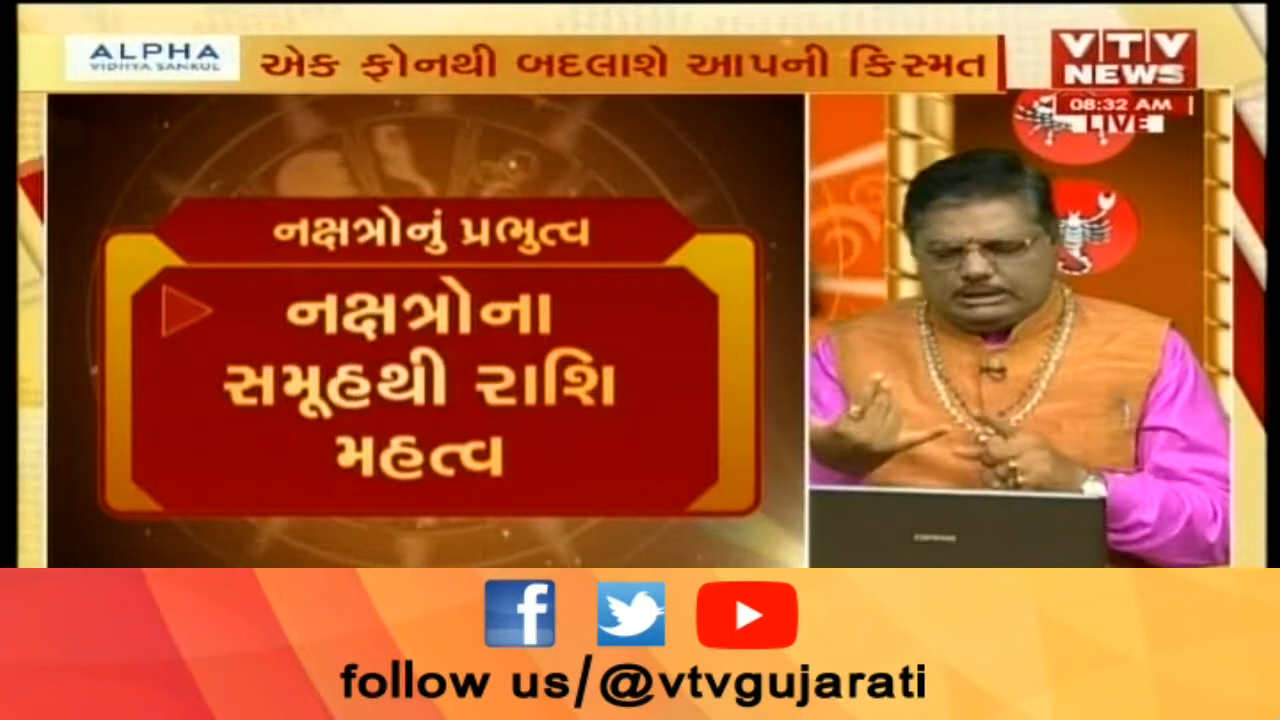 ALPHA
VIDHYA SANKUL
એક ફોનથી બદલાશે આપની કિસ્મત
VTV
NEWS
08:32 AM
LIVE
નક્ષત્રોનું પ્રભુત્વ
નક્ષત્રોના
સમૂહથી રાશિ
મહત્વ
follow us/@vtvgujarati